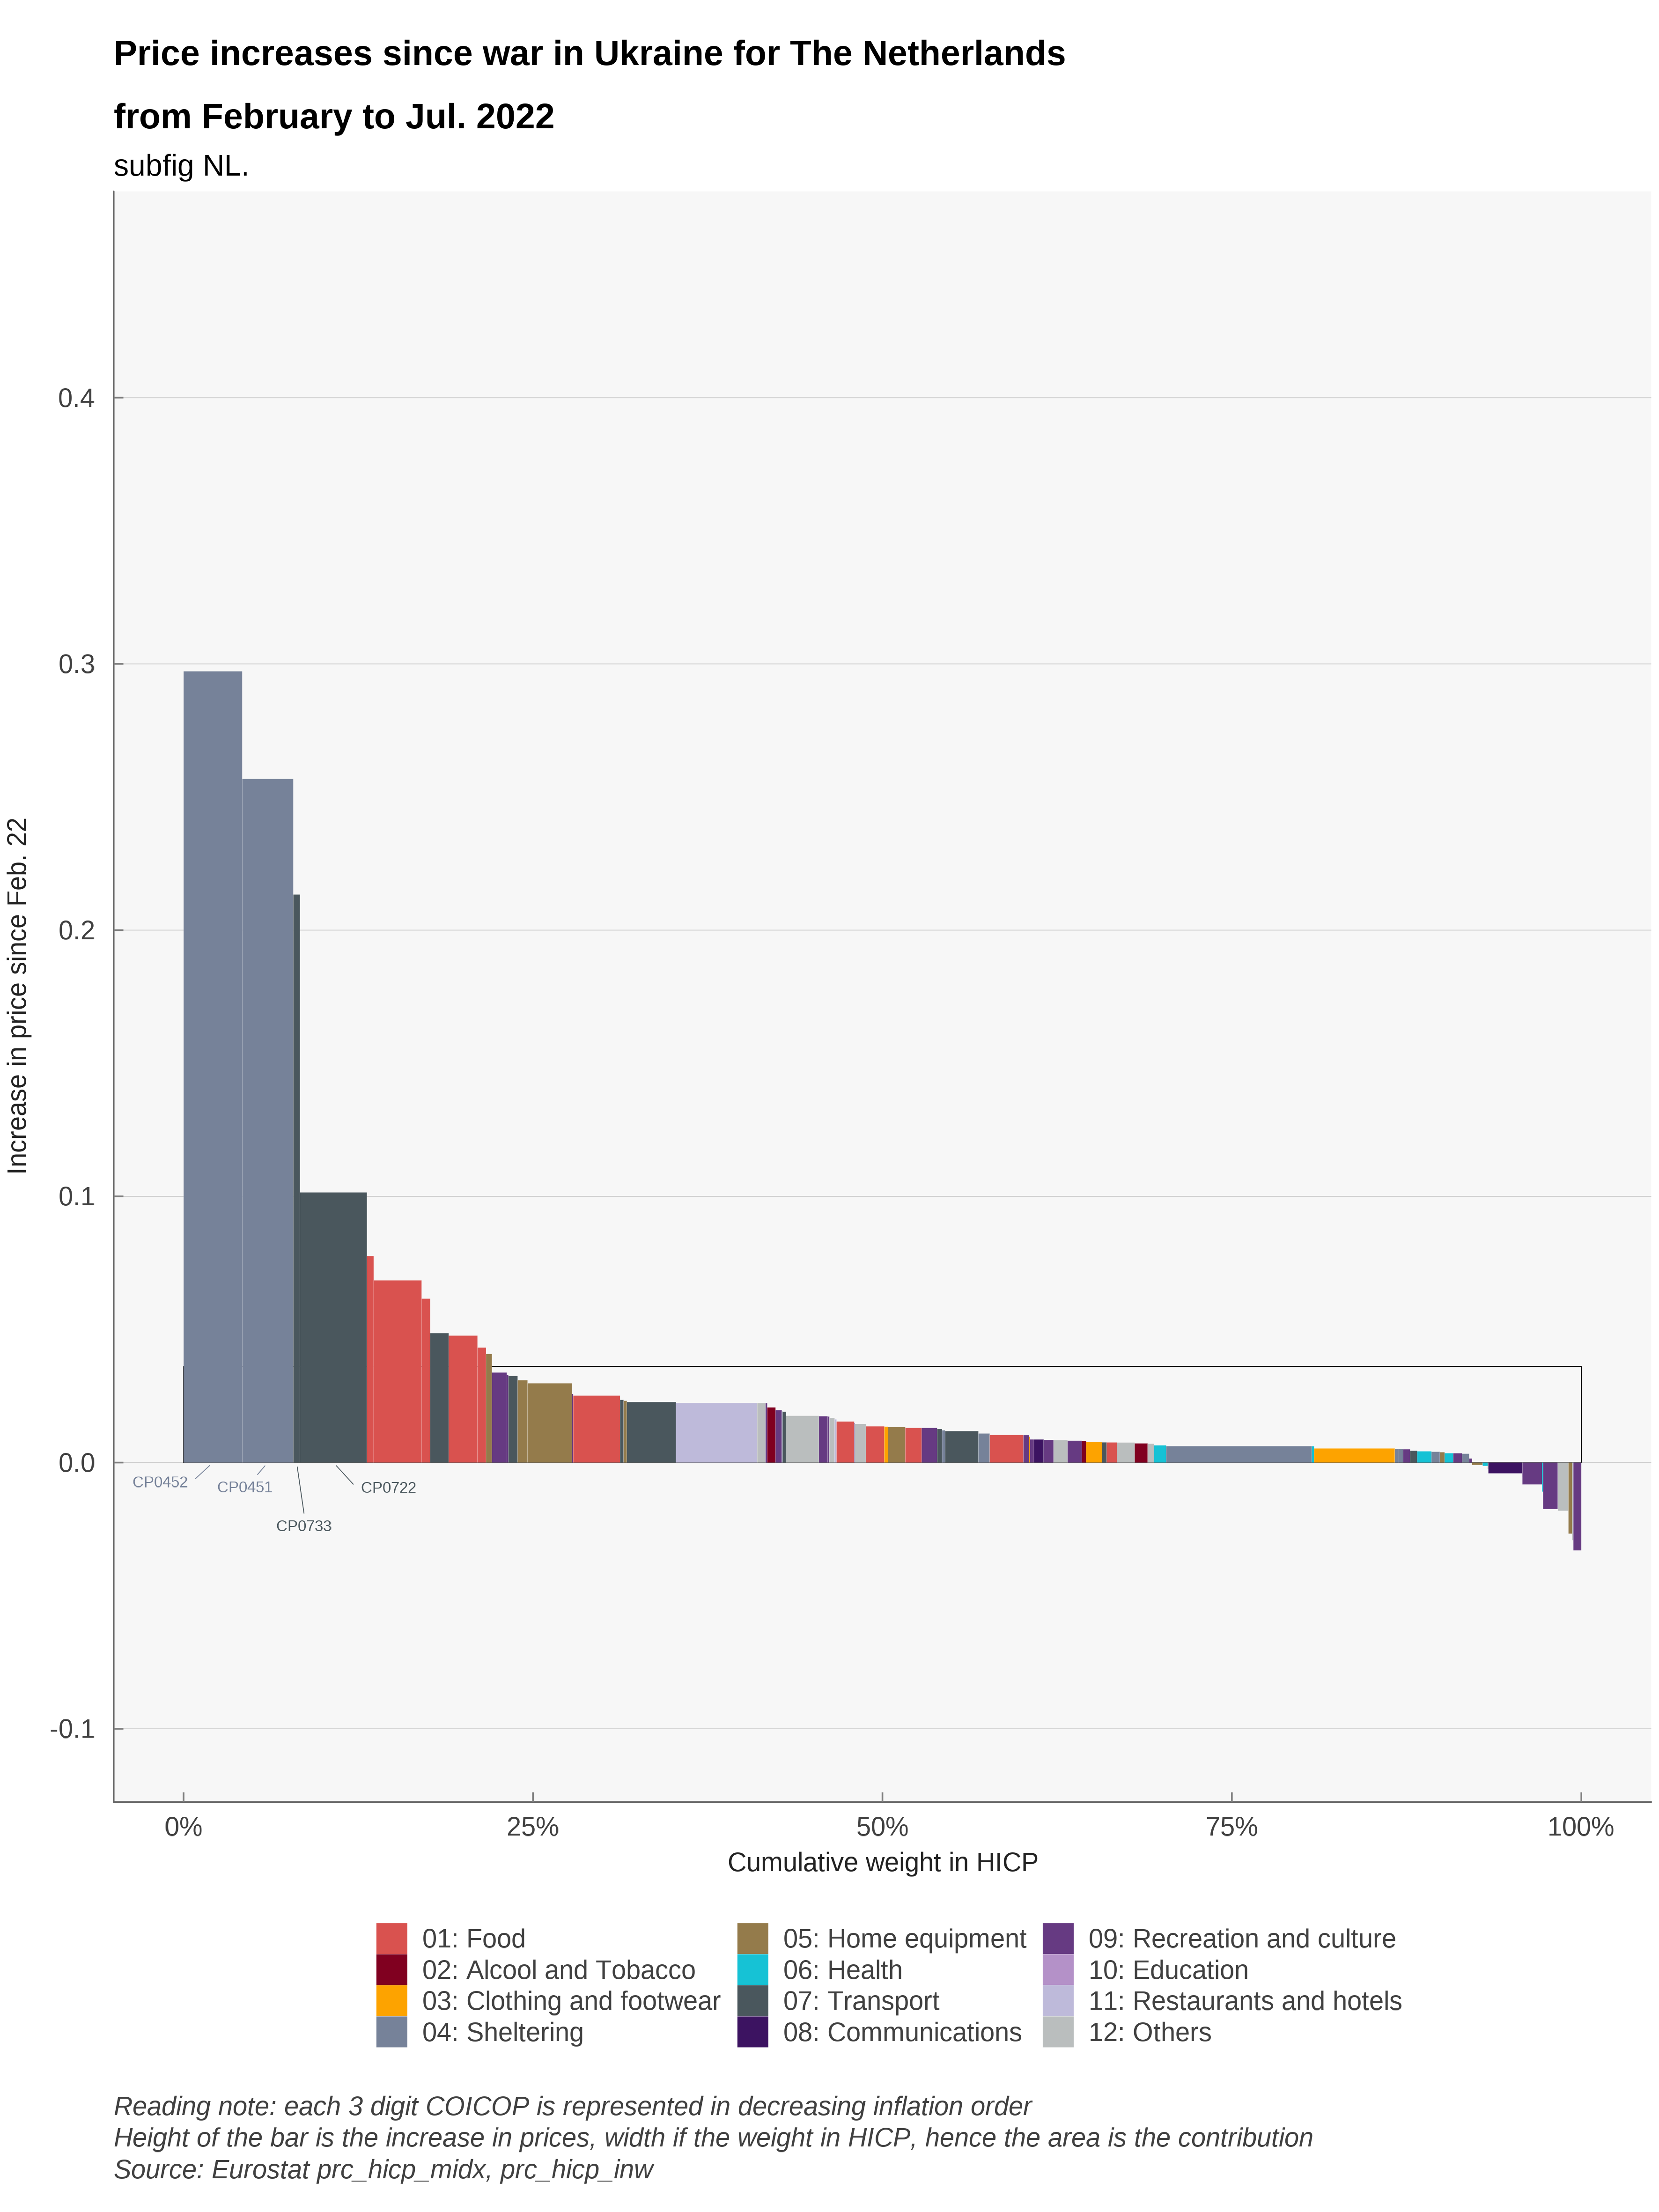 Price increases since war in Ukraine for The Netherlands
from February to Jul. 2022
subfig NL.
Increase in price since Feb. 22
0.4
0.3
0.2
0.1
0.0
-0.1
CP0452
CP0451
CP0722
CP0733
0%
25%
50%
75%
100%
Cumulative weight in HICP
01: Food
02: Alcool and Tobacco
03: Clothing and footwear
04: Sheltering
05: Home equipment
06: Health
07: Transport
08: Communications
09: Recreation and culture
10: Education
11: Restaurants and hotels
12: Others
Reading note: each 3 digit COICOP is represented in decreasing inflation order
Height of the bar is the increase in prices, width if the weight in HICP, hence the area is the contribution
Source: Eurostat prc_hicp_midx, prc_hicp_inw